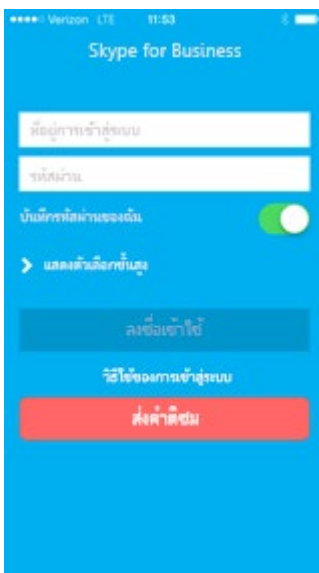 Verizon LTE 11:53
Skype for Business
ที่อยู่การเข้าสู่ระบบ
รหัสผ่าน
บันทึกรหัสผ่านของฉัน
แสดงตัวเลือกขั้นสูง
ลงชื่อเข้าใช้
วิธีใช้ของการเข้าสู่ระบบ
ส่งคำติชม